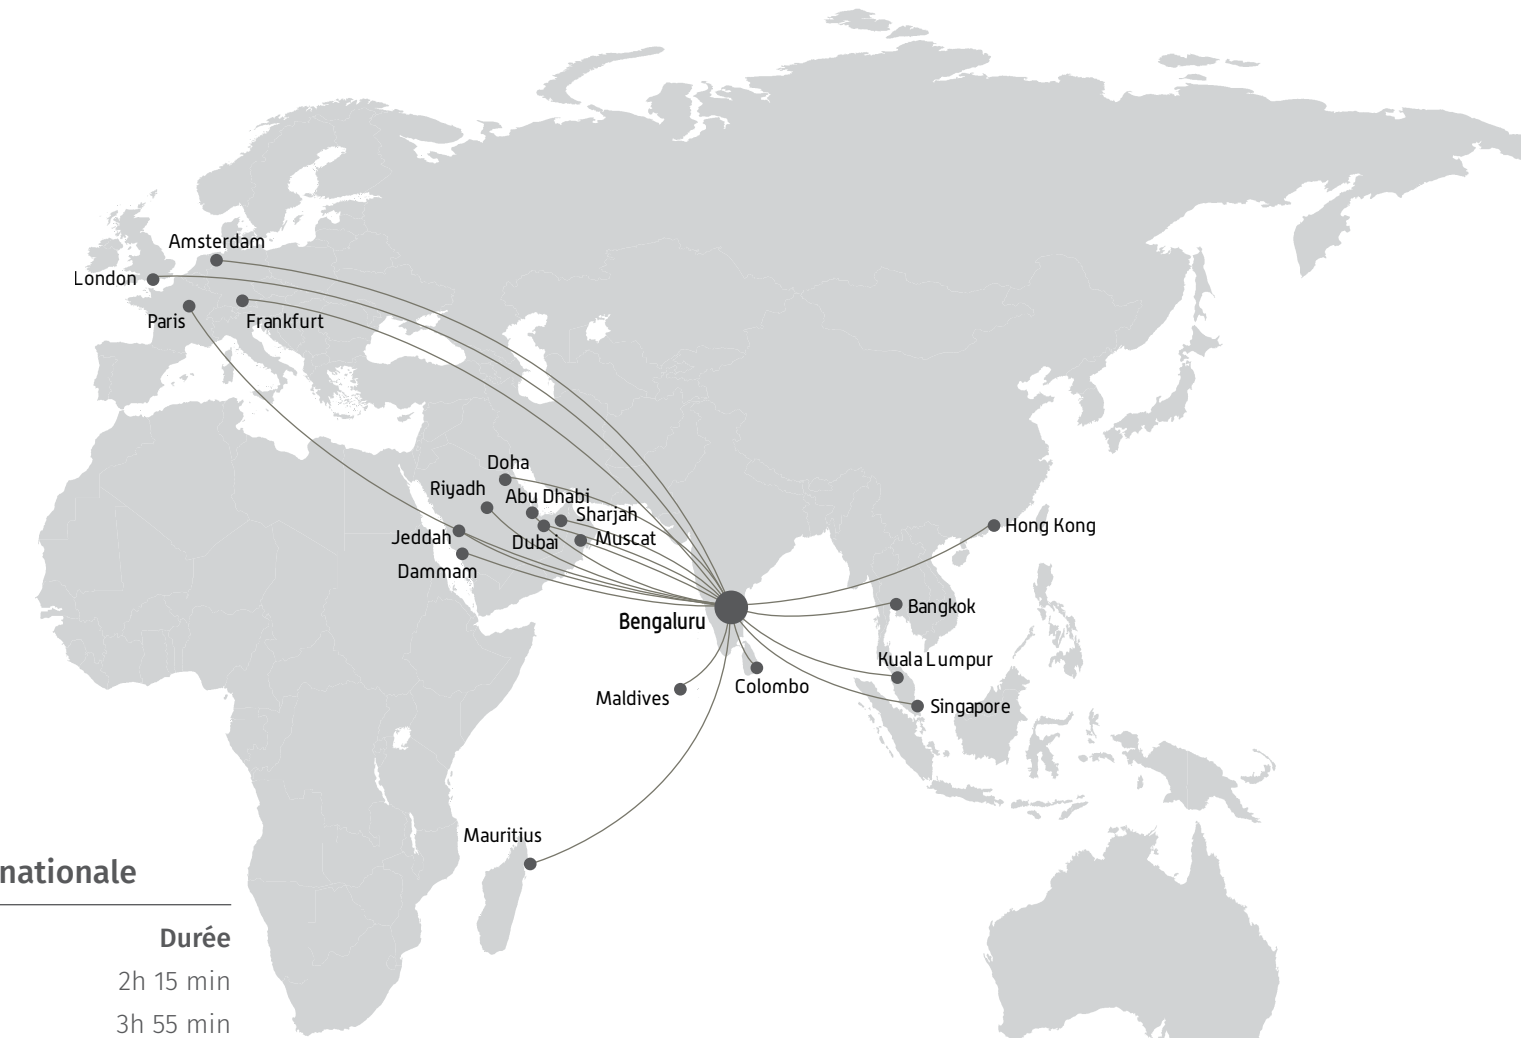 Amsterdam
London
Paris
Frankfurt
Doha
Riyadh
Abu Dhabi
Sharjah
Jeddah
Dubai
Muscat
Dammam
Hong Kong
Bengaluru
Bangkok
Kuala Lumpur
Maldives
Colombo
Singapore
Mauritius
nationale
Durée
2h 15 min
3h 55 min